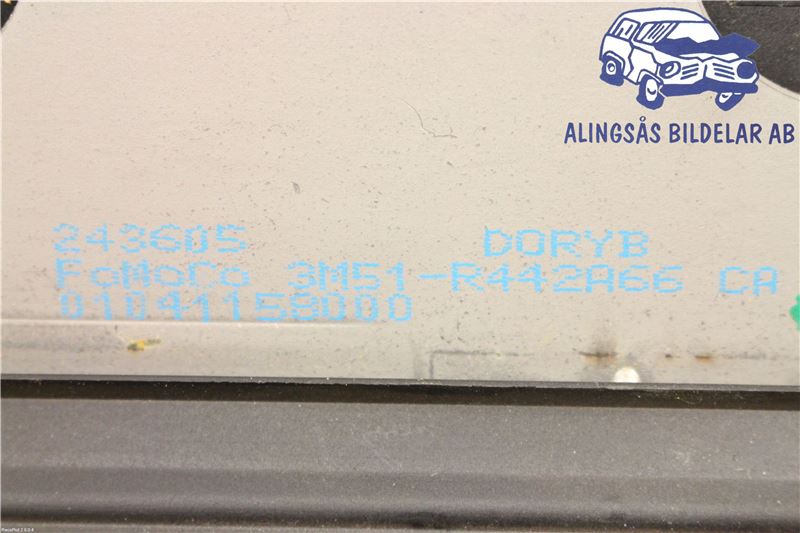 ALINGSÅS BILDELAR AB
243605 DORYB
FoMoCo 3M51-R442A66 CA
01041158000